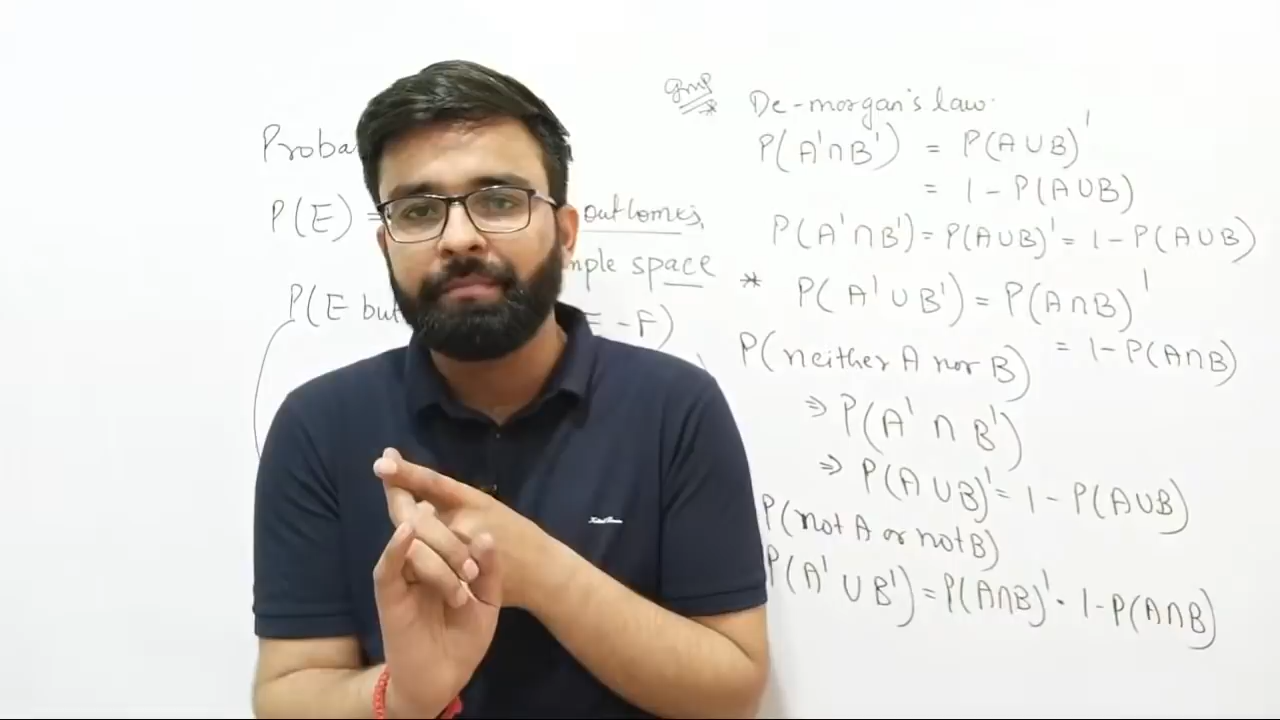 Proba
P(E) = outcomes
mple space
P(E but E - F)
Imp
* De-morgan's law.
P(A'∩B') = P(A∪B)'
= 1 - P(A∪B)
P(A'∩B') = P(A∪B)' = 1 - P(A∪B)
* P(A'∪B') = P(A∩B)'
= 1 - P(A∩B)
P(neither A nor B)
⇒ P(A' ∩ B')
⇒ P(A∪B)' = 1 - P(A∪B)
P(not A or not B)
P(A' ∪ B') = P(A∩B)' = 1 - P(A∩B)